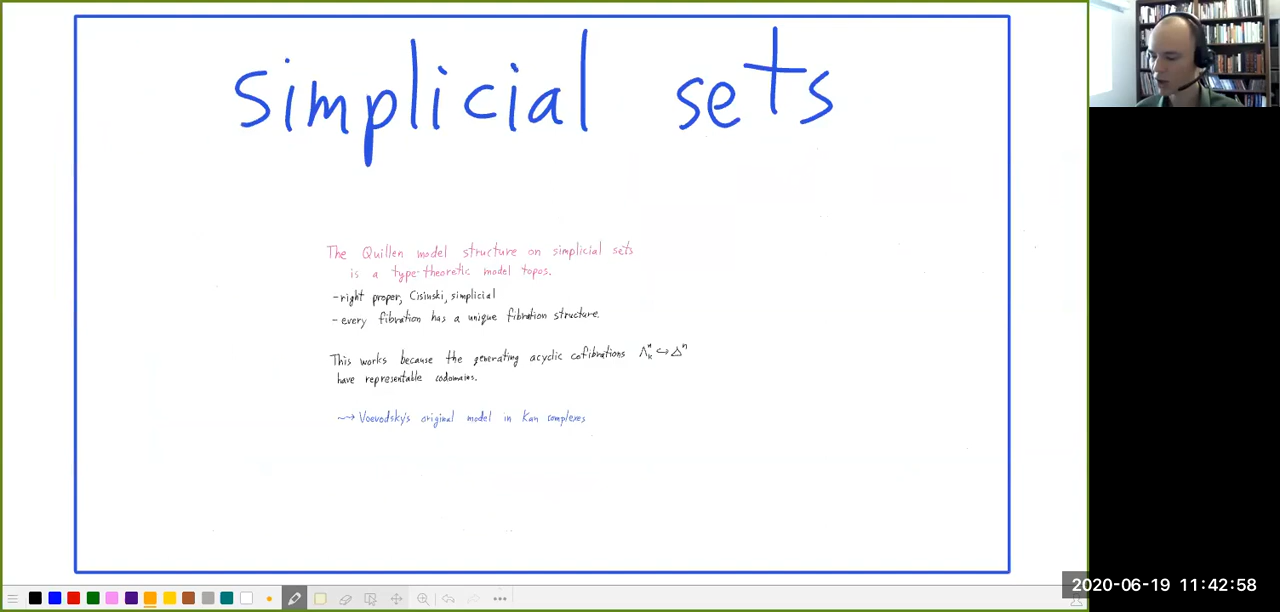 simplicial sets
The Quillen model structure on simplicial sets
is a type-theoretic model topos.
-right proper, Cisinski, simplicial
-every fibration has a unique fibration structure.
This works because the generating acyclic cofibrations Λⁿₖ ↪ Δⁿ
have representable codomains.
⇝ Voevodsky's original model in Kan complexes
2020-06-19 11:42:58